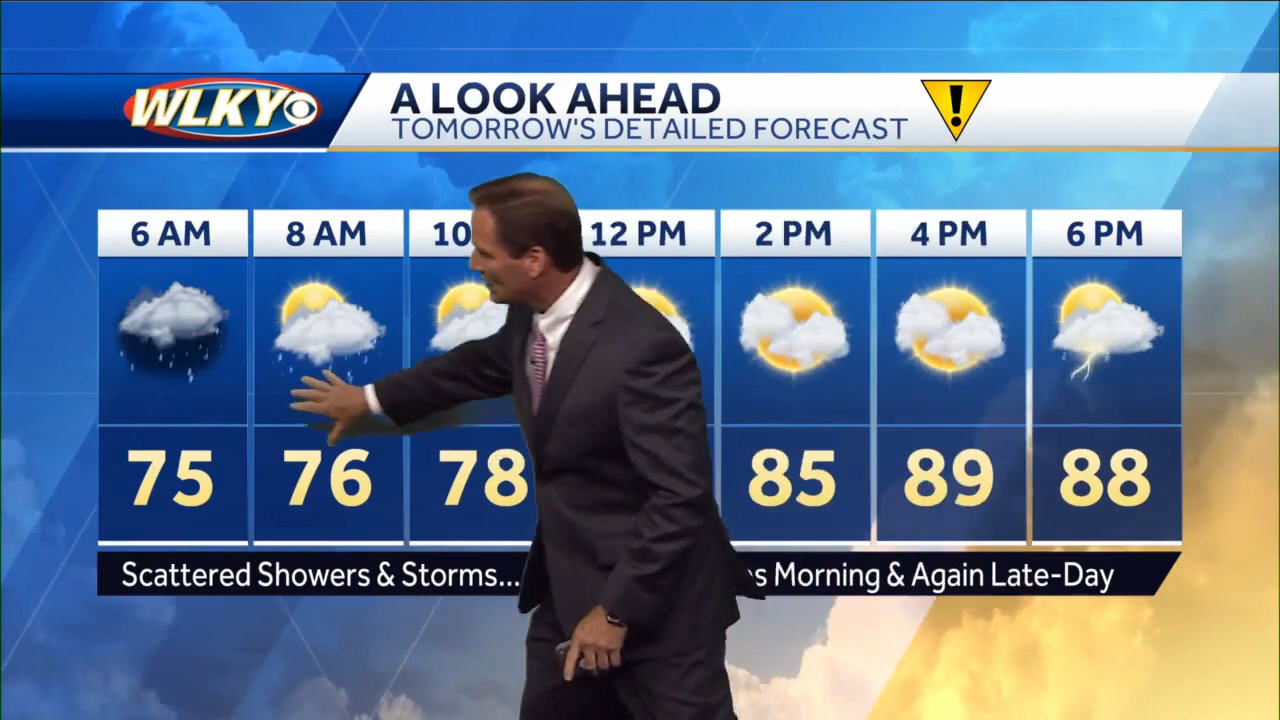 WLKY
A LOOK AHEAD
TOMORROW'S DETAILED FORECAST
!
6 AM 8 AM 10 12 PM 2 PM 4 PM 6 PM
75 76 78 85 89 88
Scattered Showers & Storms... Morning & Again Late-Day